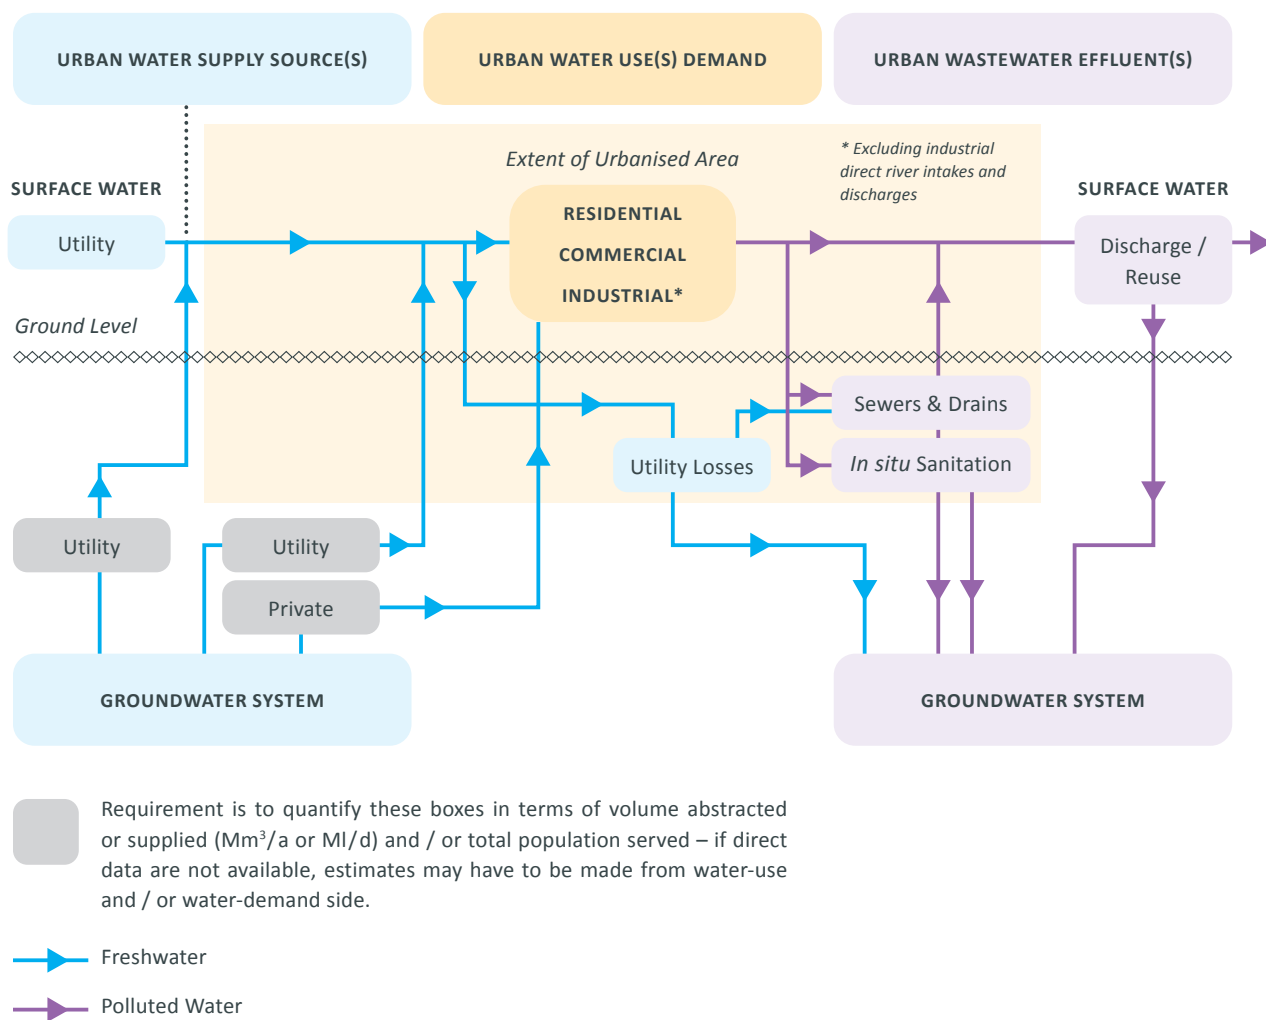 URBAN WATER SUPPLY SOURCE(S)
URBAN WATER USE(S) DEMAND
URBAN WASTEWATER EFFLUENT(S)
Extent of Urbanised Area
* Excluding industrial
direct river intakes and
discharges
SURFACE WATER
Utility
RESIDENTIAL
COMMERCIAL
INDUSTRIAL*
SURFACE WATER
Discharge /
Reuse
Ground Level
Sewers & Drains
Utility Losses
In situ Sanitation
Utility
Utility
Private
GROUNDWATER SYSTEM
GROUNDWATER SYSTEM
Requirement is to quantify these boxes in terms of volume abstracted
or supplied (Mm³/a or Ml/d) and / or total population served – if direct
data are not available, estimates may have to be made from water-use
and / or water-demand side.
Freshwater
Polluted Water